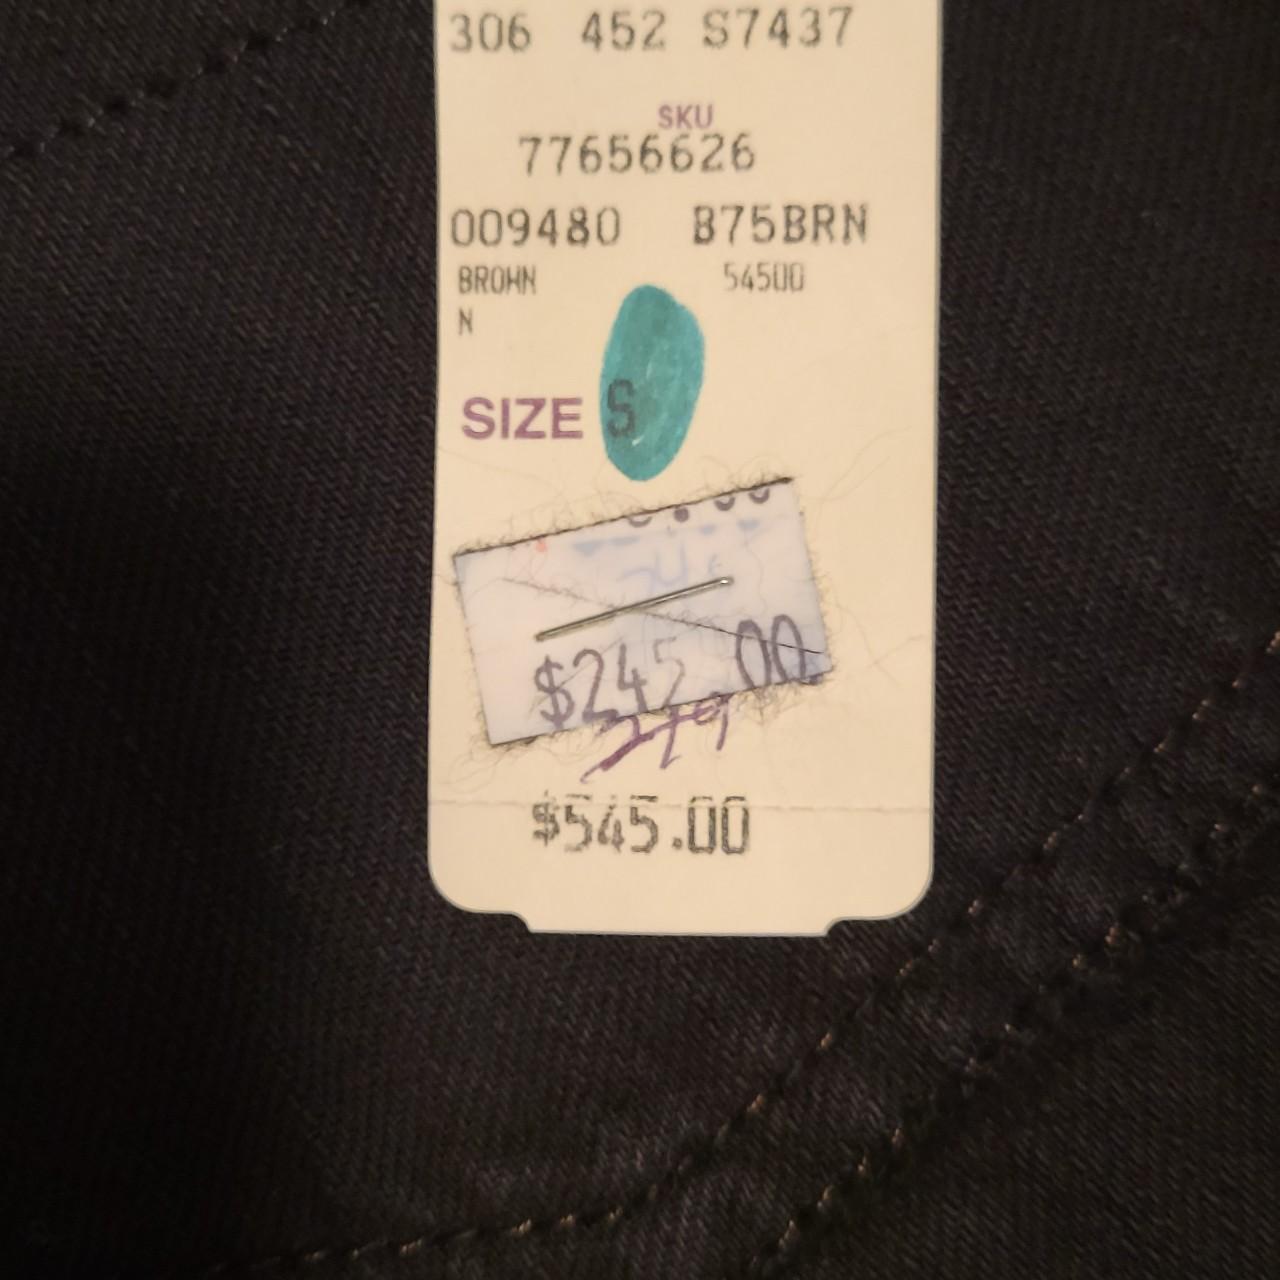 306 452 S7437
SKU
77656626
009480 B75BRN
BROWN 54500
N
SIZE S
$245.00
$545.00